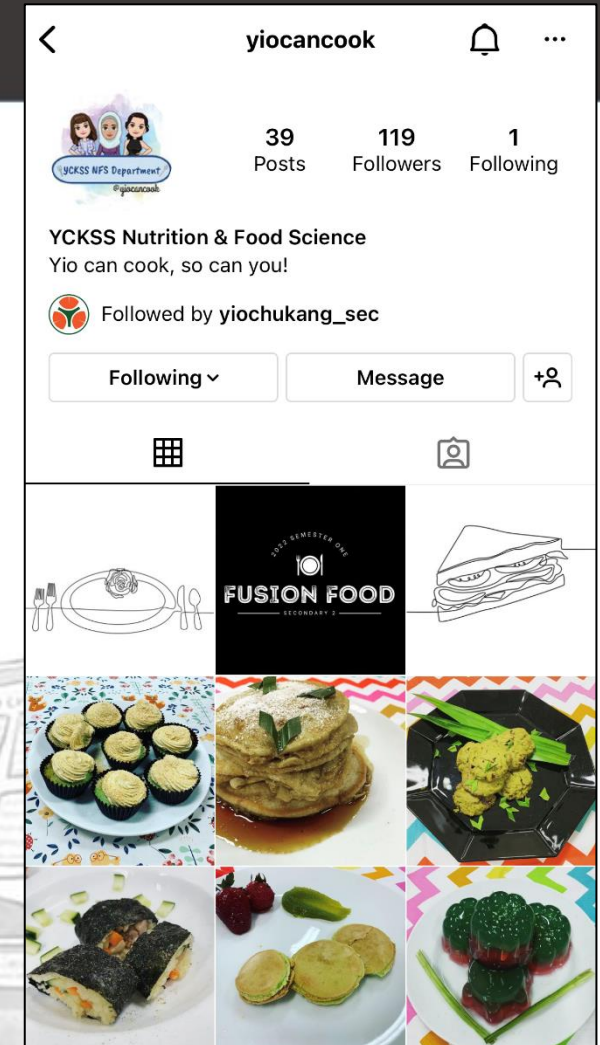 yiocancook
39 119 1
Posts Followers Following
YCKSS NFS Department
@yiocancook
YCKSS Nutrition & Food Science
Yio can cook, so can you!
Followed by yiochukang_sec
Following Message
2022 SEMESTER ONE
FUSION FOOD
SECONDARY 2